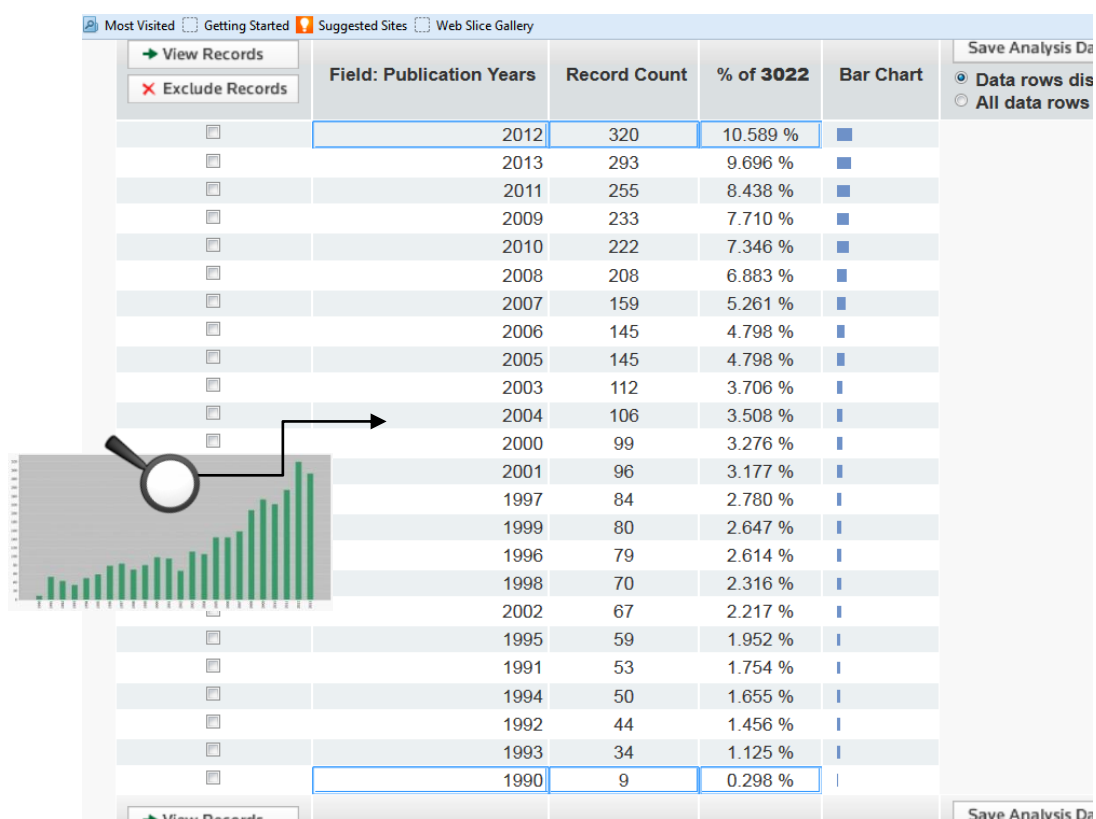 Most Visited Getting Started Suggested Sites Web Slice Gallery
View Records
Exclude Records
Field: Publication Years Record Count % of 3022 Bar Chart
Save Analysis Da
Data rows dis
All data rows
2012 320 10.589 %
2013 293 9.696 %
2011 255 8.438 %
2009 233 7.710 %
2010 222 7.346 %
2008 208 6.883 %
2007 159 5.261 %
2006 145 4.798 %
2005 145 4.798 %
2003 112 3.706 %
2004 106 3.508 %
2000 99 3.276 %
2001 96 3.177 %
1997 84 2.780 %
1999 80 2.647 %
1996 79 2.614 %
1998 70 2.316 %
2002 67 2.217 %
1995 59 1.952 %
1991 53 1.754 %
1994 50 1.655 %
1992 44 1.456 %
1993 34 1.125 %
1990 9 0.298 %
View Records
Save Analysis Da